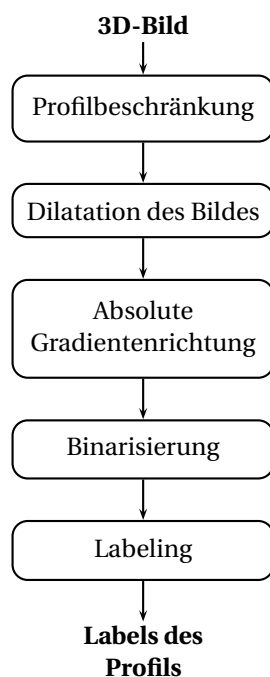 3D-Bild
Profilbeschränkung
Dilatation des Bildes
Absolute
Gradientenrichtung
Binarisierung
Labeling
Labels des
Profils